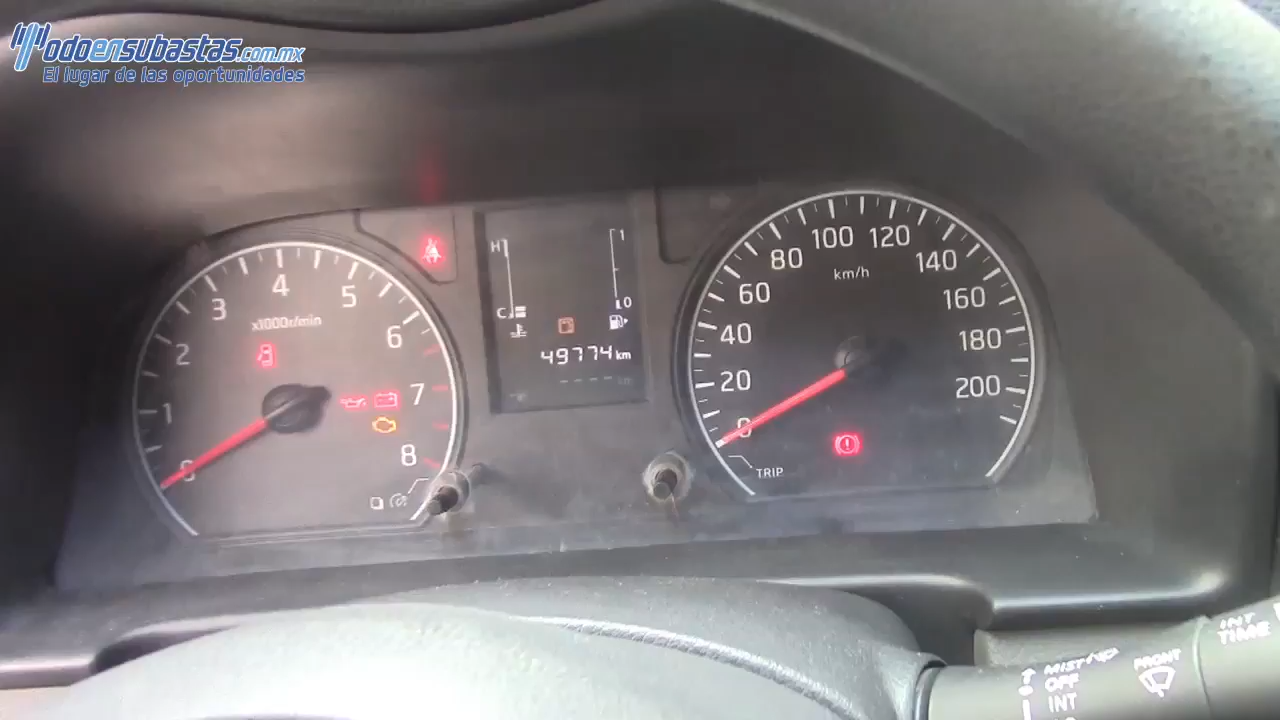 Todoensubastas.com.mx
El lugar de las oportunidades
0 1 2 3 4 5 6 7 8
x1000r/min
H
C
1
0
49774 km
0 20 40 60 80 100 120 140 160 180 200
km/h
TRIP
INT
TIME
MIST
OFF
INT
FRONT